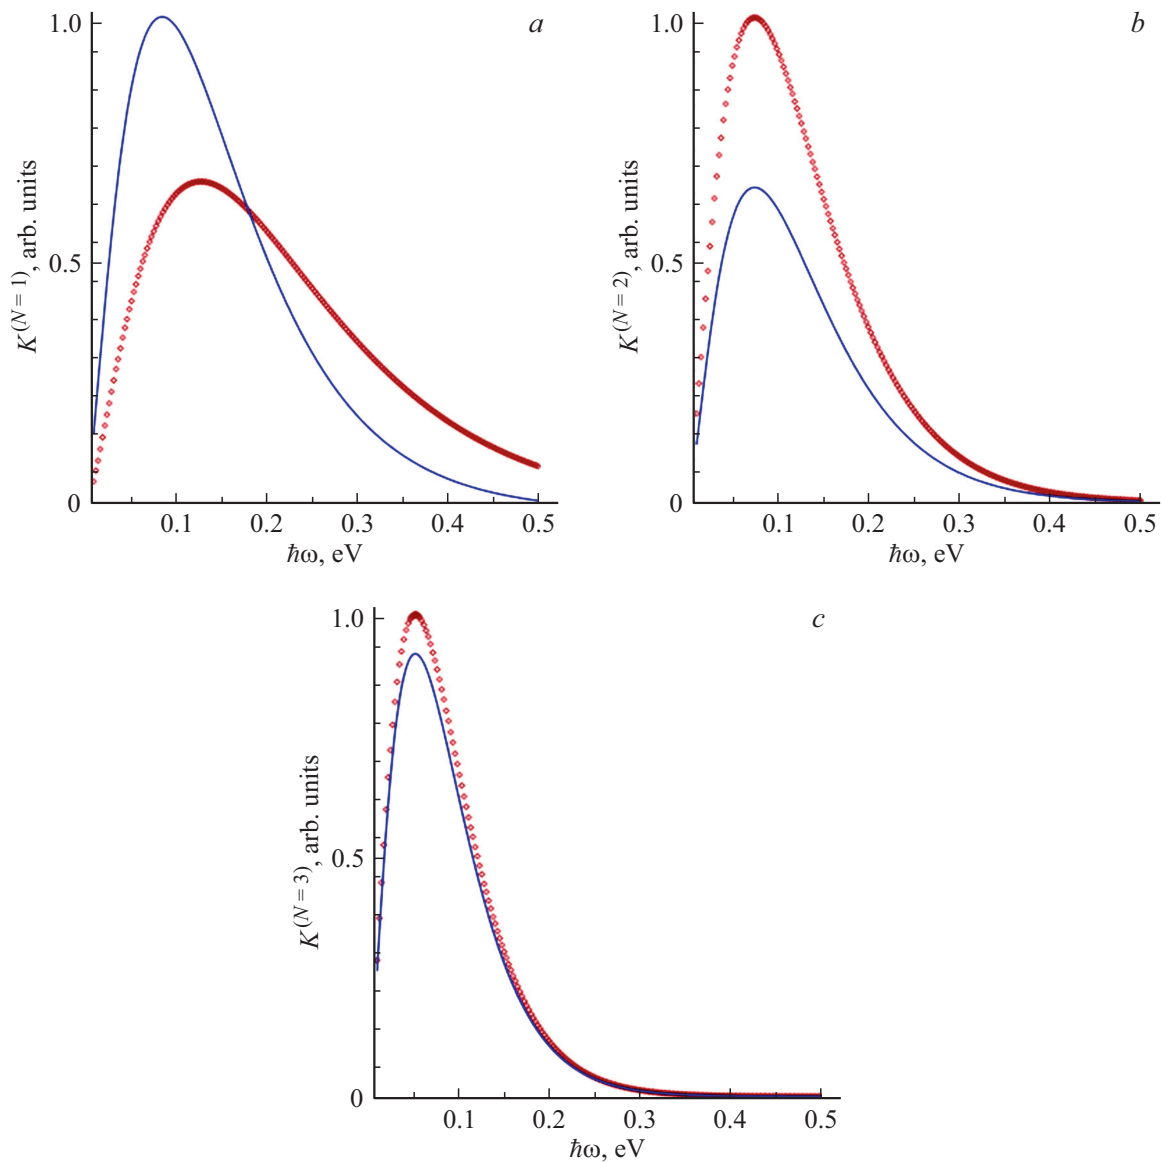 a
1.0
0.5
0
K(N = 1), arb. units
0.1 0.2 0.3 0.4 0.5
ħω, eV
b
1.0
0.5
0
K(N = 2), arb. units
0.1 0.2 0.3 0.4 0.5
ħω, eV
c
1.0
0.5
0
K(N = 3), arb. units
0.1 0.2 0.3 0.4 0.5
ħω, eV